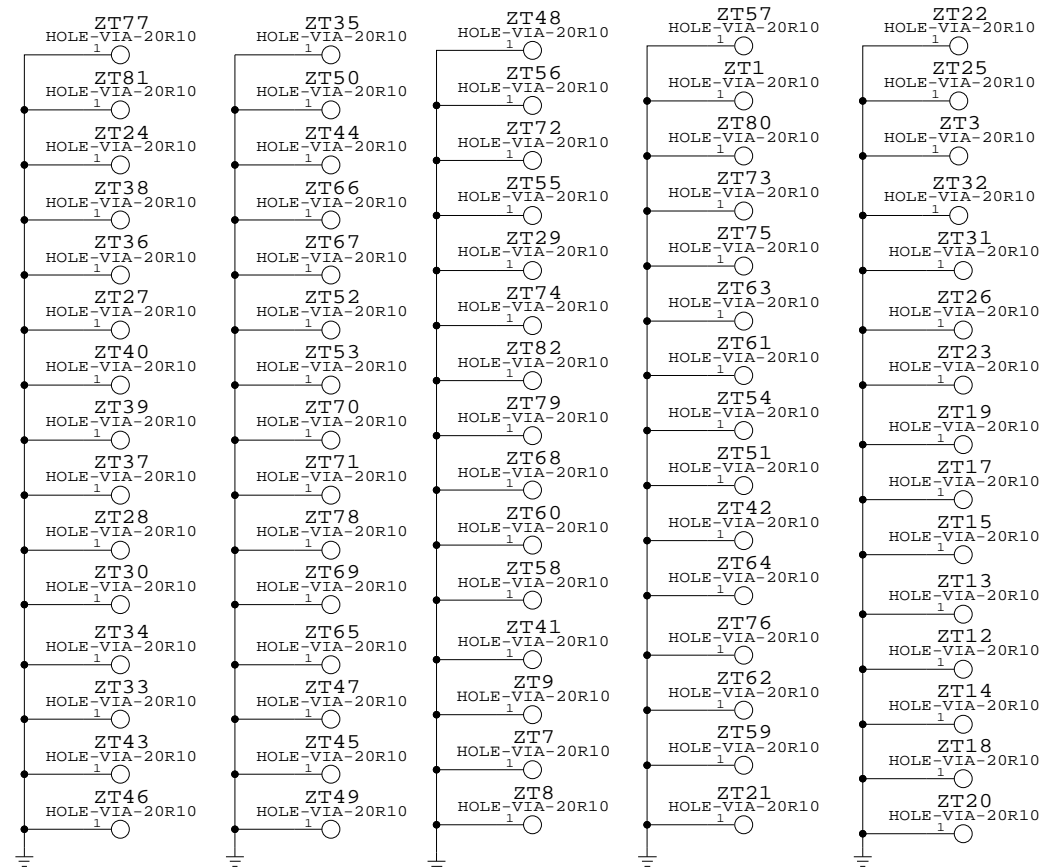 ZT77
HOLE-VIA-20R10
1
ZT81
HOLE-VIA-20R10
1
ZT24
HOLE-VIA-20R10
1
ZT38
HOLE-VIA-20R10
1
ZT36
HOLE-VIA-20R10
1
ZT27
HOLE-VIA-20R10
1
ZT40
HOLE-VIA-20R10
1
ZT39
HOLE-VIA-20R10
1
ZT37
HOLE-VIA-20R10
1
ZT28
HOLE-VIA-20R10
1
ZT30
HOLE-VIA-20R10
1
ZT34
HOLE-VIA-20R10
1
ZT33
HOLE-VIA-20R10
1
ZT43
HOLE-VIA-20R10
1
ZT46
HOLE-VIA-20R10
1
ZT35
HOLE-VIA-20R10
1
ZT50
HOLE-VIA-20R10
1
ZT44
HOLE-VIA-20R10
1
ZT66
HOLE-VIA-20R10
1
ZT67
HOLE-VIA-20R10
1
ZT52
HOLE-VIA-20R10
1
ZT53
HOLE-VIA-20R10
1
ZT70
HOLE-VIA-20R10
1
ZT71
HOLE-VIA-20R10
1
ZT78
HOLE-VIA-20R10
1
ZT69
HOLE-VIA-20R10
1
ZT65
HOLE-VIA-20R10
1
ZT47
HOLE-VIA-20R10
1
ZT45
HOLE-VIA-20R10
1
ZT49
HOLE-VIA-20R10
1
ZT48
HOLE-VIA-20R10
1
ZT56
HOLE-VIA-20R10
1
ZT72
HOLE-VIA-20R10
1
ZT55
HOLE-VIA-20R10
1
ZT29
HOLE-VIA-20R10
1
ZT74
HOLE-VIA-20R10
1
ZT82
HOLE-VIA-20R10
1
ZT79
HOLE-VIA-20R10
1
ZT68
HOLE-VIA-20R10
1
ZT60
HOLE-VIA-20R10
1
ZT58
HOLE-VIA-20R10
1
ZT41
HOLE-VIA-20R10
1
ZT9
HOLE-VIA-20R10
1
ZT7
HOLE-VIA-20R10
1
ZT8
HOLE-VIA-20R10
1
ZT57
HOLE-VIA-20R10
1
ZT1
HOLE-VIA-20R10
1
ZT80
HOLE-VIA-20R10
1
ZT73
HOLE-VIA-20R10
1
ZT75
HOLE-VIA-20R10
1
ZT63
HOLE-VIA-20R10
1
ZT61
HOLE-VIA-20R10
1
ZT54
HOLE-VIA-20R10
1
ZT51
HOLE-VIA-20R10
1
ZT42
HOLE-VIA-20R10
1
ZT64
HOLE-VIA-20R10
1
ZT76
HOLE-VIA-20R10
1
ZT62
HOLE-VIA-20R10
1
ZT59
HOLE-VIA-20R10
1
ZT21
HOLE-VIA-20R10
1
ZT22
HOLE-VIA-20R10
1
ZT25
HOLE-VIA-20R10
1
ZT3
HOLE-VIA-20R10
1
ZT32
HOLE-VIA-20R10
1
ZT31
HOLE-VIA-20R10
1
ZT26
HOLE-VIA-20R10
1
ZT23
HOLE-VIA-20R10
1
ZT19
HOLE-VIA-20R10
1
ZT17
HOLE-VIA-20R10
1
ZT15
HOLE-VIA-20R10
1
ZT13
HOLE-VIA-20R10
1
ZT12
HOLE-VIA-20R10
1
ZT14
HOLE-VIA-20R10
1
ZT18
HOLE-VIA-20R10
1
ZT20
HOLE-VIA-20R10
1